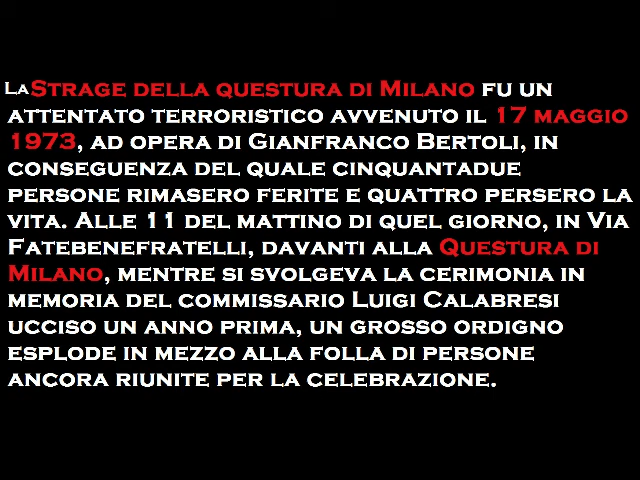 La Strage della questura di Milano fu un
attentato terroristico avvenuto il 17 maggio
1973, ad opera di Gianfranco Bertoli, in
conseguenza del quale cinquantadue
persone rimasero ferite e quattro persero la
vita. Alle 11 del mattino di quel giorno, in Via
Fatebenefratelli, davanti alla Questura di
Milano, mentre si svolgeva la cerimonia in
memoria del commissario Luigi Calabresi
ucciso un anno prima, un grosso ordigno
esplode in mezzo alla folla di persone
ancora riunite per la celebrazione.